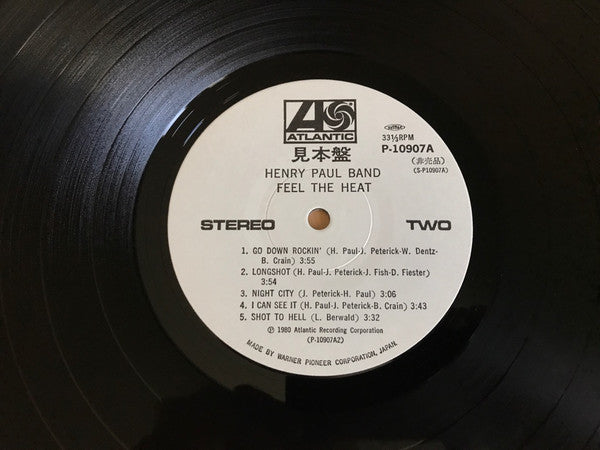 ATLANTIC
見本盤
33⅓RPM
P-10907A
(非売品)
(S-P10907A)
HENRY PAUL BAND
FEEL THE HEAT
STEREO
TWO
1. GO DOWN ROCKIN' (H. Paul-J. Peterick-W. Dentz-
B. Crain) 3:55
2. LONGSHOT (H. Paul-J. Peterick-J. Fish-D. Fiester)
3:54
3. NIGHT CITY (J. Peterick-H. Paul) 3:06
4. I CAN SEE IT (H. Paul-J. Peterick-B. Crain) 3:43
5. SHOT TO HELL (L. Berwald) 3:32
℗ 1980 Atlantic Recording Corporation
(P-10907A2)
MADE BY WARNER PIONEER CORPORATION, JAPAN.